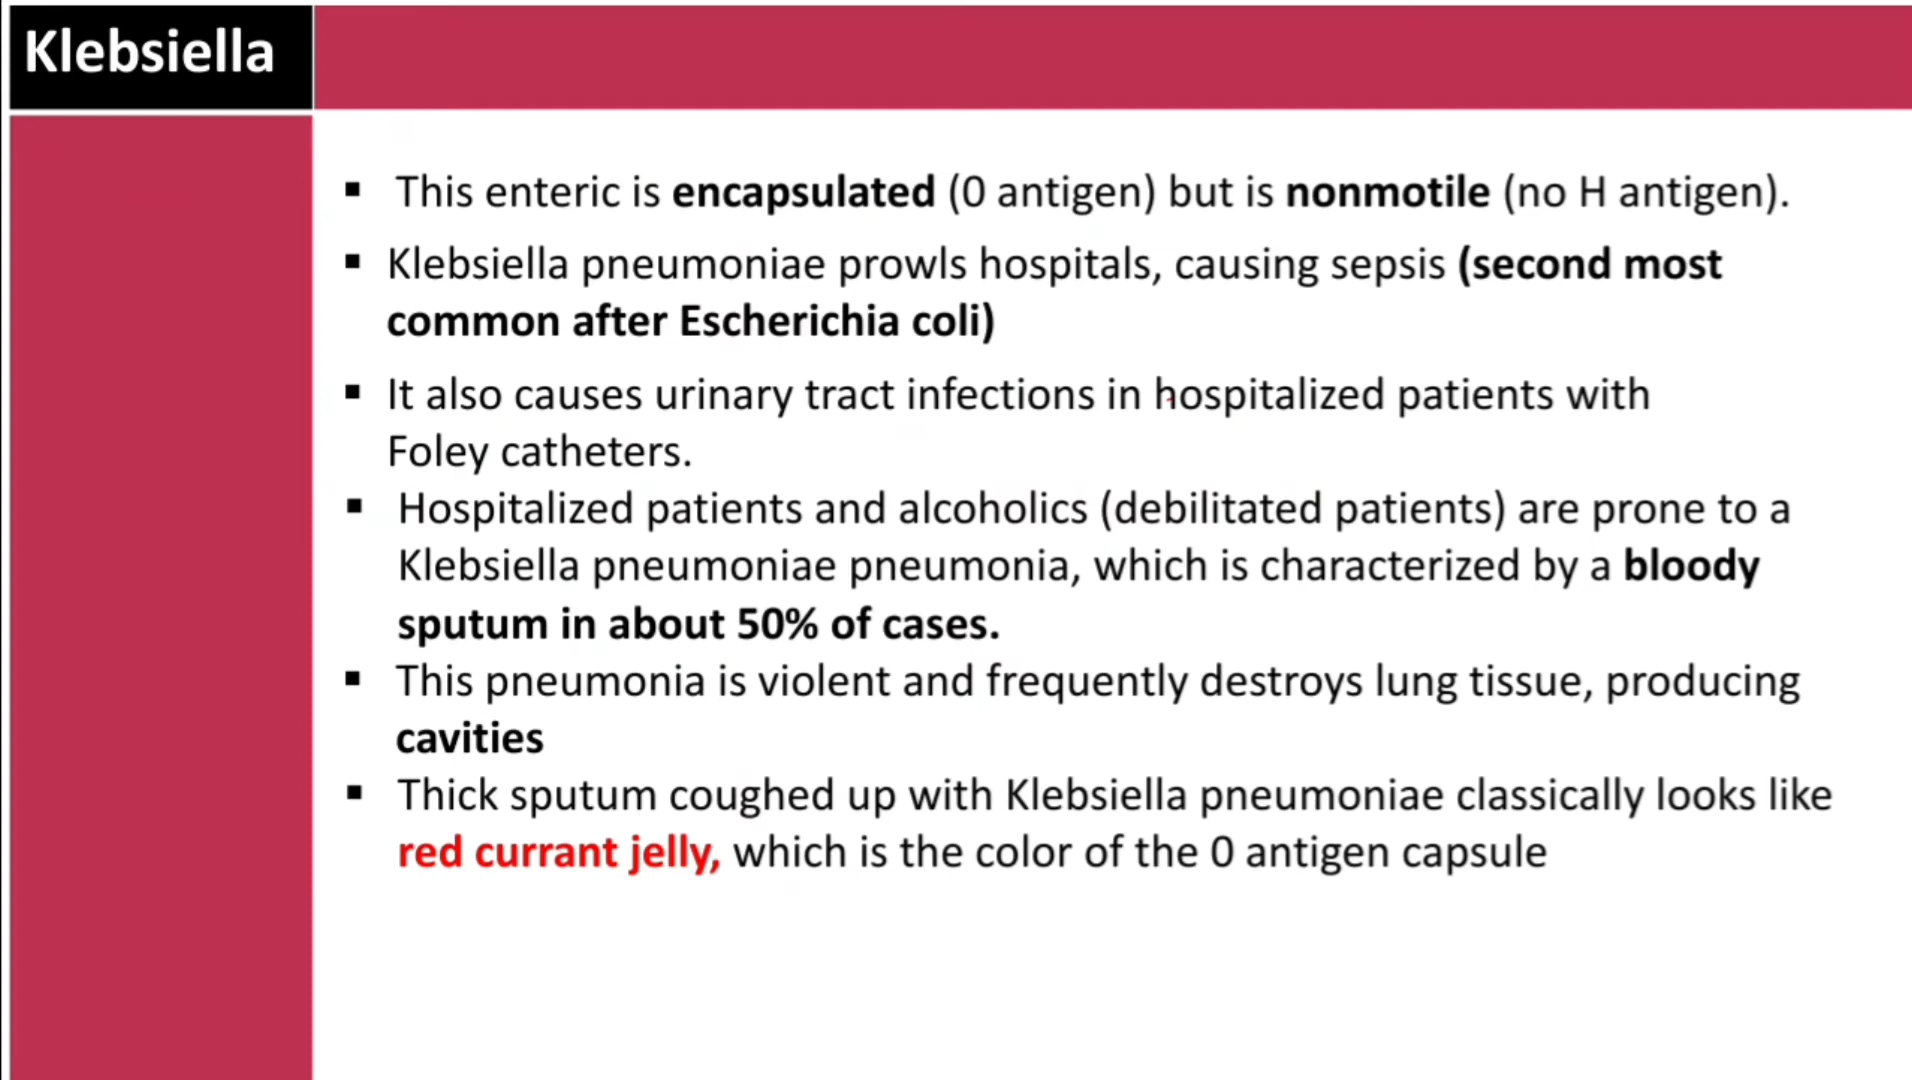 Klebsiella
▪ This enteric is encapsulated (0 antigen) but is nonmotile (no H antigen).
▪ Klebsiella pneumoniae prowls hospitals, causing sepsis (second most
common after Escherichia coli)
▪ It also causes urinary tract infections in hospitalized patients with
Foley catheters.
▪ Hospitalized patients and alcoholics (debilitated patients) are prone to a
Klebsiella pneumoniae pneumonia, which is characterized by a bloody
sputum in about 50% of cases.
▪ This pneumonia is violent and frequently destroys lung tissue, producing
cavities
▪ Thick sputum coughed up with Klebsiella pneumoniae classically looks like
red currant jelly, which is the color of the 0 antigen capsule